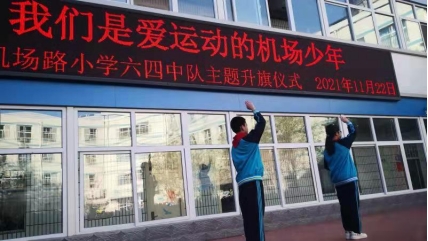 我们是爱运动的机场少年
机场路小学六四中队主题升旗仪式 2021年11月22日